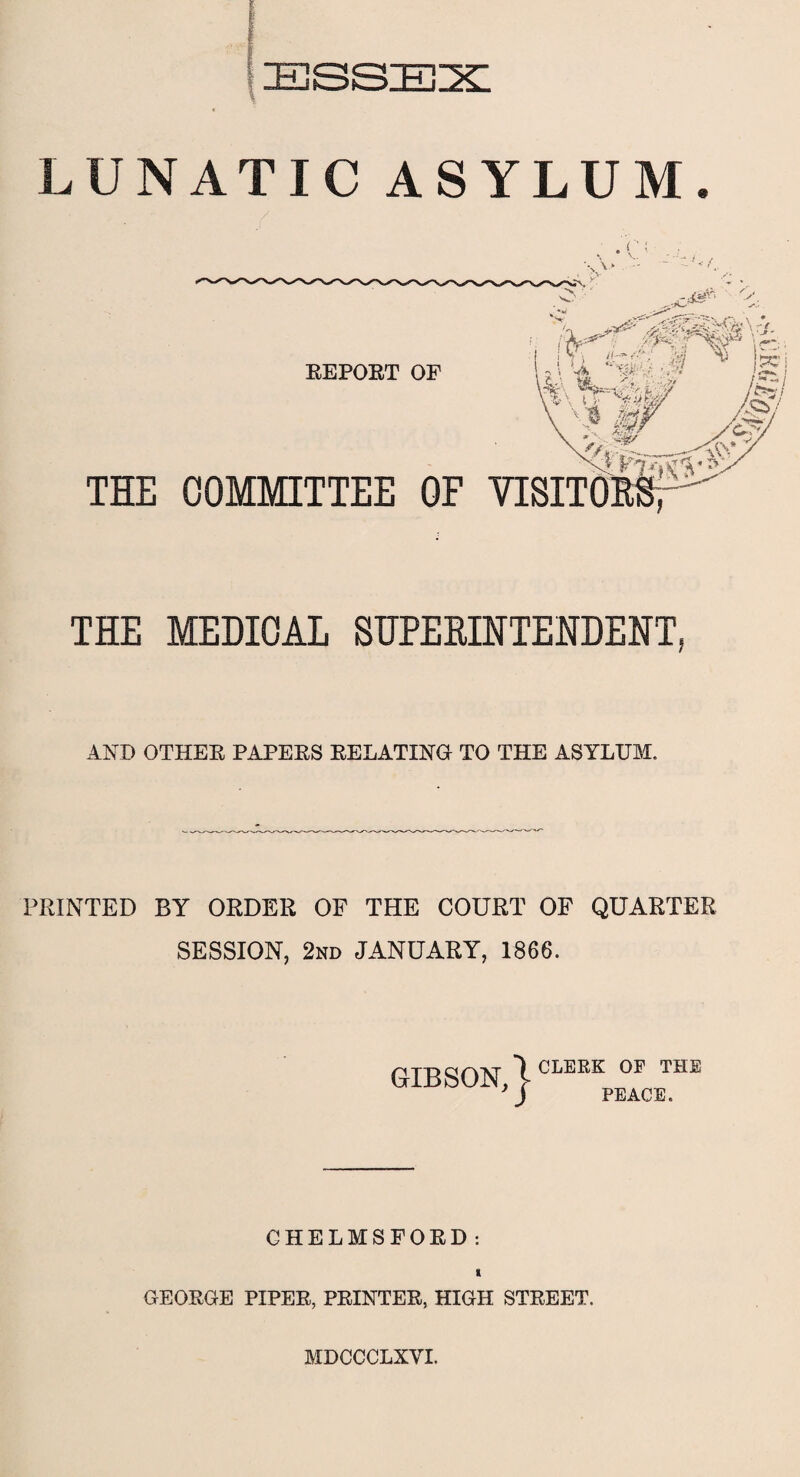 ESSEX
LUNATIC ASYLUM.
REPORT OF
THE COMMITTEE OF VISITORS,
THE MEDICAL SUPERINTENDENT,
AND OTHER PAPERS RELATING TO THE ASYLUM.
PRINTED BY ORDER OF THE COURT OF QUARTER
SESSION, 2ND JANUARY, 1866.
GIBSON, } CLERK OF THE
PEACE.
CHELMSFORD:
GEORGE PIPER, PRINTER, HIGH STREET.
MDCCCLXVI.